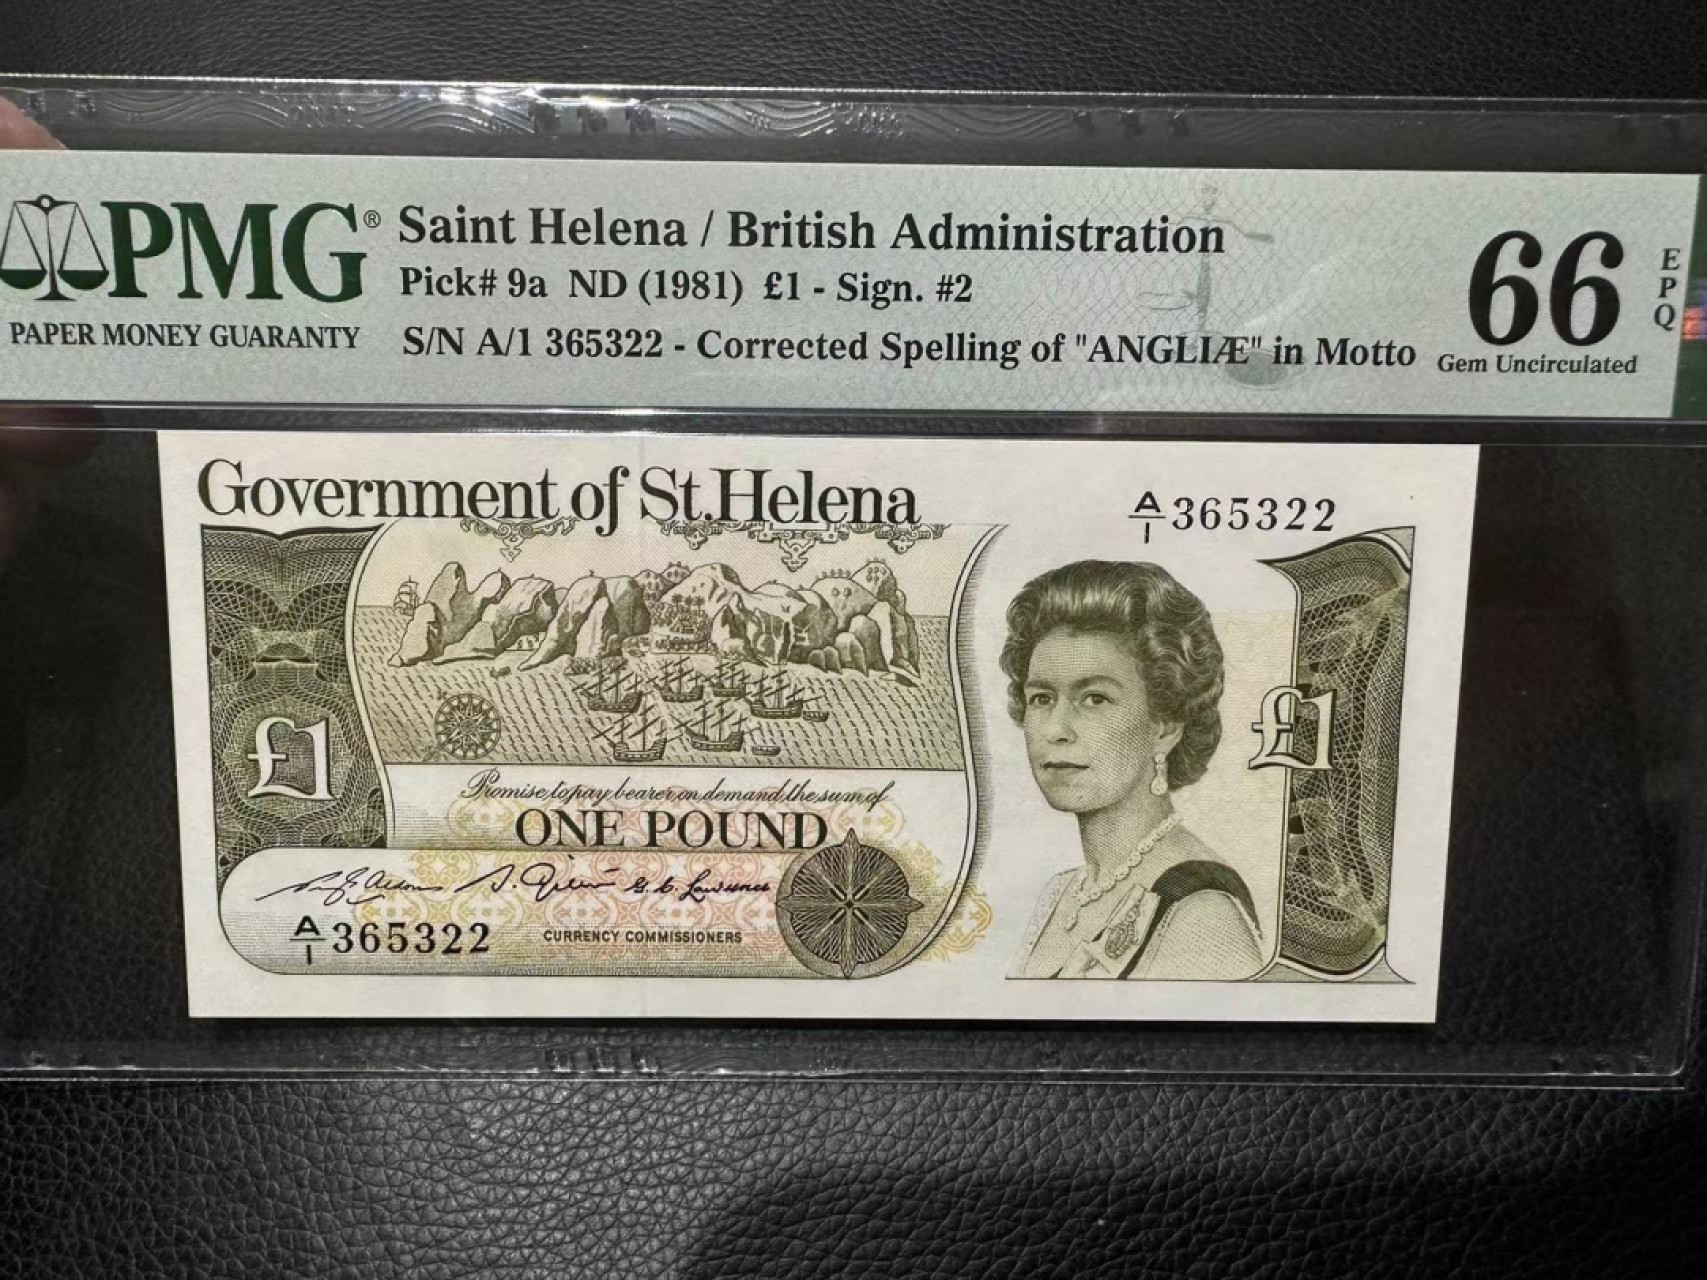 PMG®
PAPER MONEY GUARANTY
Saint Helena / British Administration
Pick# 9a ND (1981) £1 - Sign. #2
S/N A/1 365322 - Corrected Spelling of "ANGLIÆ" in Motto
66
EPQ
Gem Uncirculated
Government of St.Helena
A/1 365322
£1
£1
Promise to pay bearer on demand the sum of
ONE POUND
A/1 365322
CURRENCY COMMISSIONERS